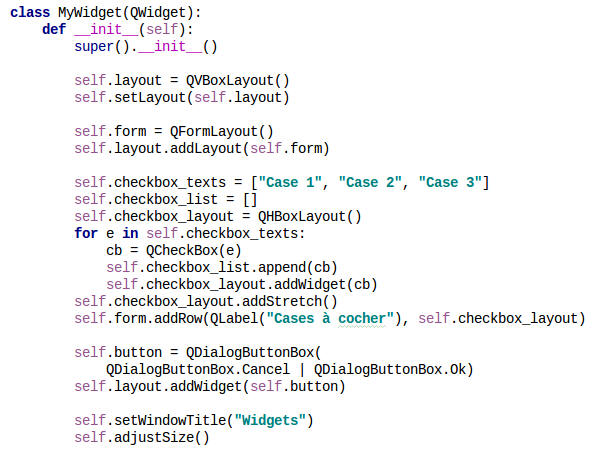 class MyWidget(QWidget):
    def __init__(self):
        super().__init__()

        self.layout = QVBoxLayout()
        self.setLayout(self.layout)

        self.form = QFormLayout()
        self.layout.addLayout(self.form)

        self.checkbox_texts = ["Case 1", "Case 2", "Case 3"]
        self.checkbox_list = []
        self.checkbox_layout = QHBoxLayout()
        for e in self.checkbox_texts:
            cb = QCheckBox(e)
            self.checkbox_list.append(cb)
            self.checkbox_layout.addWidget(cb)
        self.checkbox_layout.addStretch()
        self.form.addRow(QLabel("Cases à cocher"), self.checkbox_layout)

        self.button = QDialogButtonBox(
            QDialogButtonBox.Cancel | QDialogButtonBox.Ok)
        self.layout.addWidget(self.button)

        self.setWindowTitle("Widgets")
        self.adjustSize()